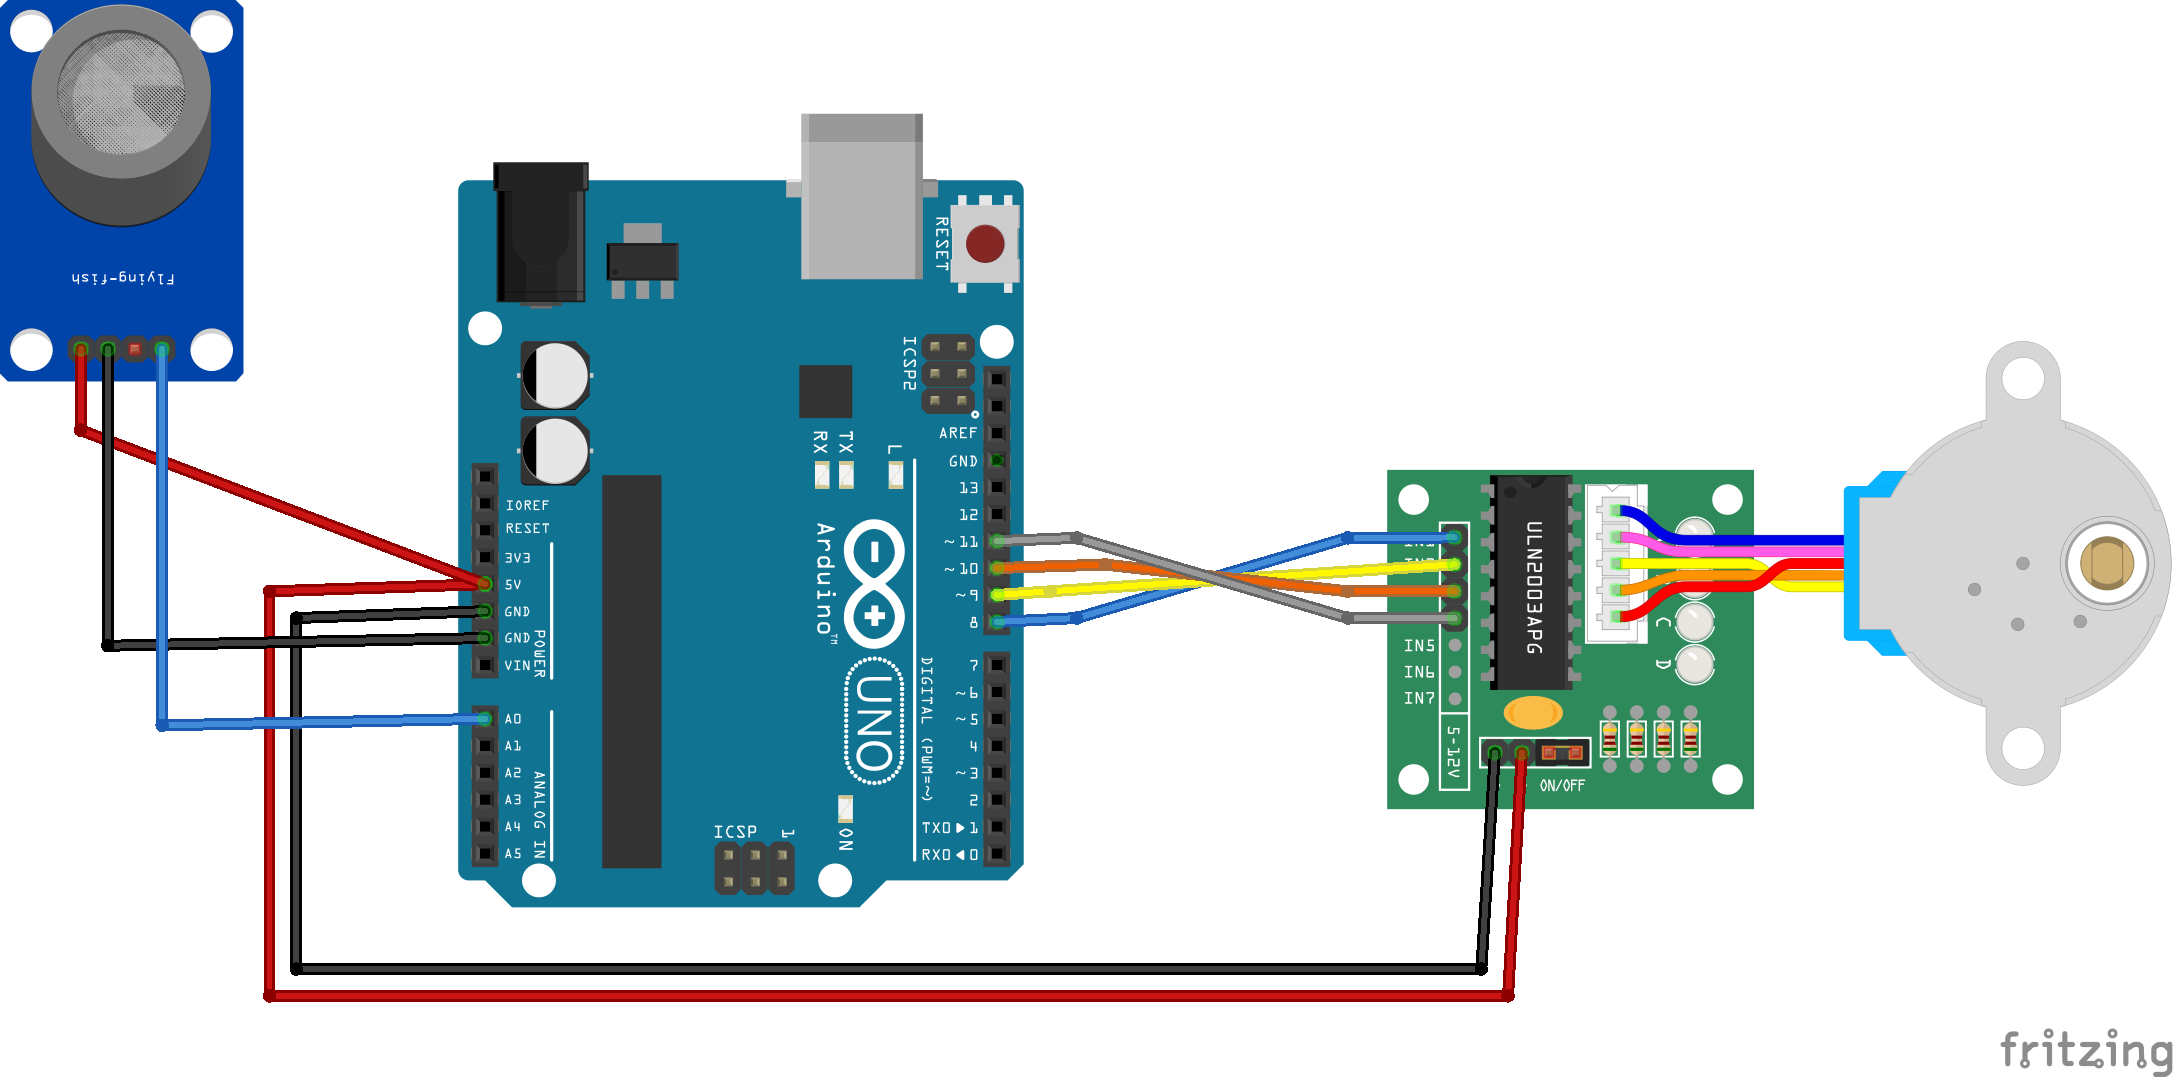 Flying-fish
RESET
ICSP2
AREF
GND
13
12
~11
~10
~9
8
7
~6
~5
4
~3
2
TX0▶1
RX0◀0
RX
TX
L
IOREF
RESET
3V3
5V
GND
GND
VIN
POWER
A0
A1
A2
A3
A4
A5
ANALOG IN
Arduino™
UNO
DIGITAL (PWM=~)
ICSP
1
ON
ULN2003APG
IN5
IN6
IN7
5-12V
ON/OFF
C
D
fritzing